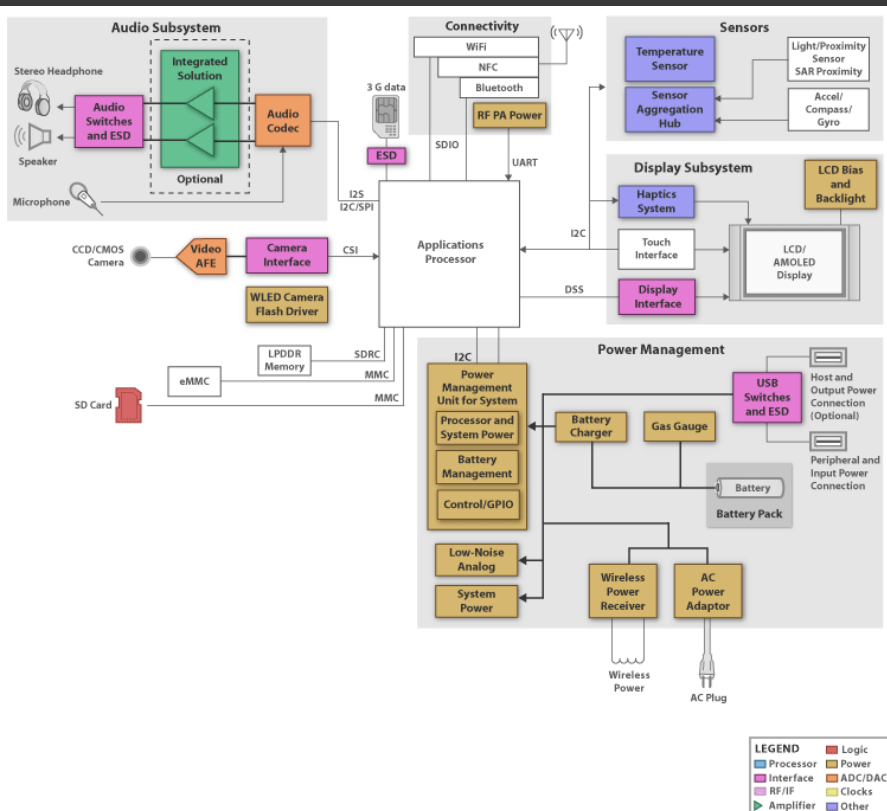 Audio Subsystem
Integrated
Solution
Stereo Headphone
Audio
Switches
and ESD
Audio
Codec
Speaker
Optional
Microphone
I2S
I2C/SPI
3 G data
ESD
Connectivity
WiFi
NFC
Bluetooth
RF PA Power
SDIO
UART
Sensors
Temperature
Sensor
Light/Proximity
Sensor
SAR Proximity
Sensor
Aggregation
Hub
Accel/
Compass/
Gyro
Display Subsystem
LCD Bias
and
Backlight
Haptics
System
I2C
Touch
Interface
LCD/
AMOLED
Display
DSS
Display
Interface
Applications
Processor
CCD/CMOS
Camera
Video
AFE
Camera
Interface
CSI
WLED Camera
Flash Driver
LPDDR
Memory
SDRC
eMMC
MMC
SD Card
MMC
I2C
Power Management
Power
Management
Unit for System
Processor and
System Power
Battery
Management
Control/GPIO
Battery
Charger
Gas Gauge
USB
Switches
and ESD
Host and
Output Power
Connection
(Optional)
Peripheral and
Input Power
Connection
Battery
Battery Pack
Low-Noise
Analog
System
Power
Wireless
Power
Receiver
AC
Power
Adaptor
Wireless
Power
AC Plug
LEGEND
Logic
Processor
Power
Interface
ADC/DAC
RF/IF
Clocks
Amplifier
Other